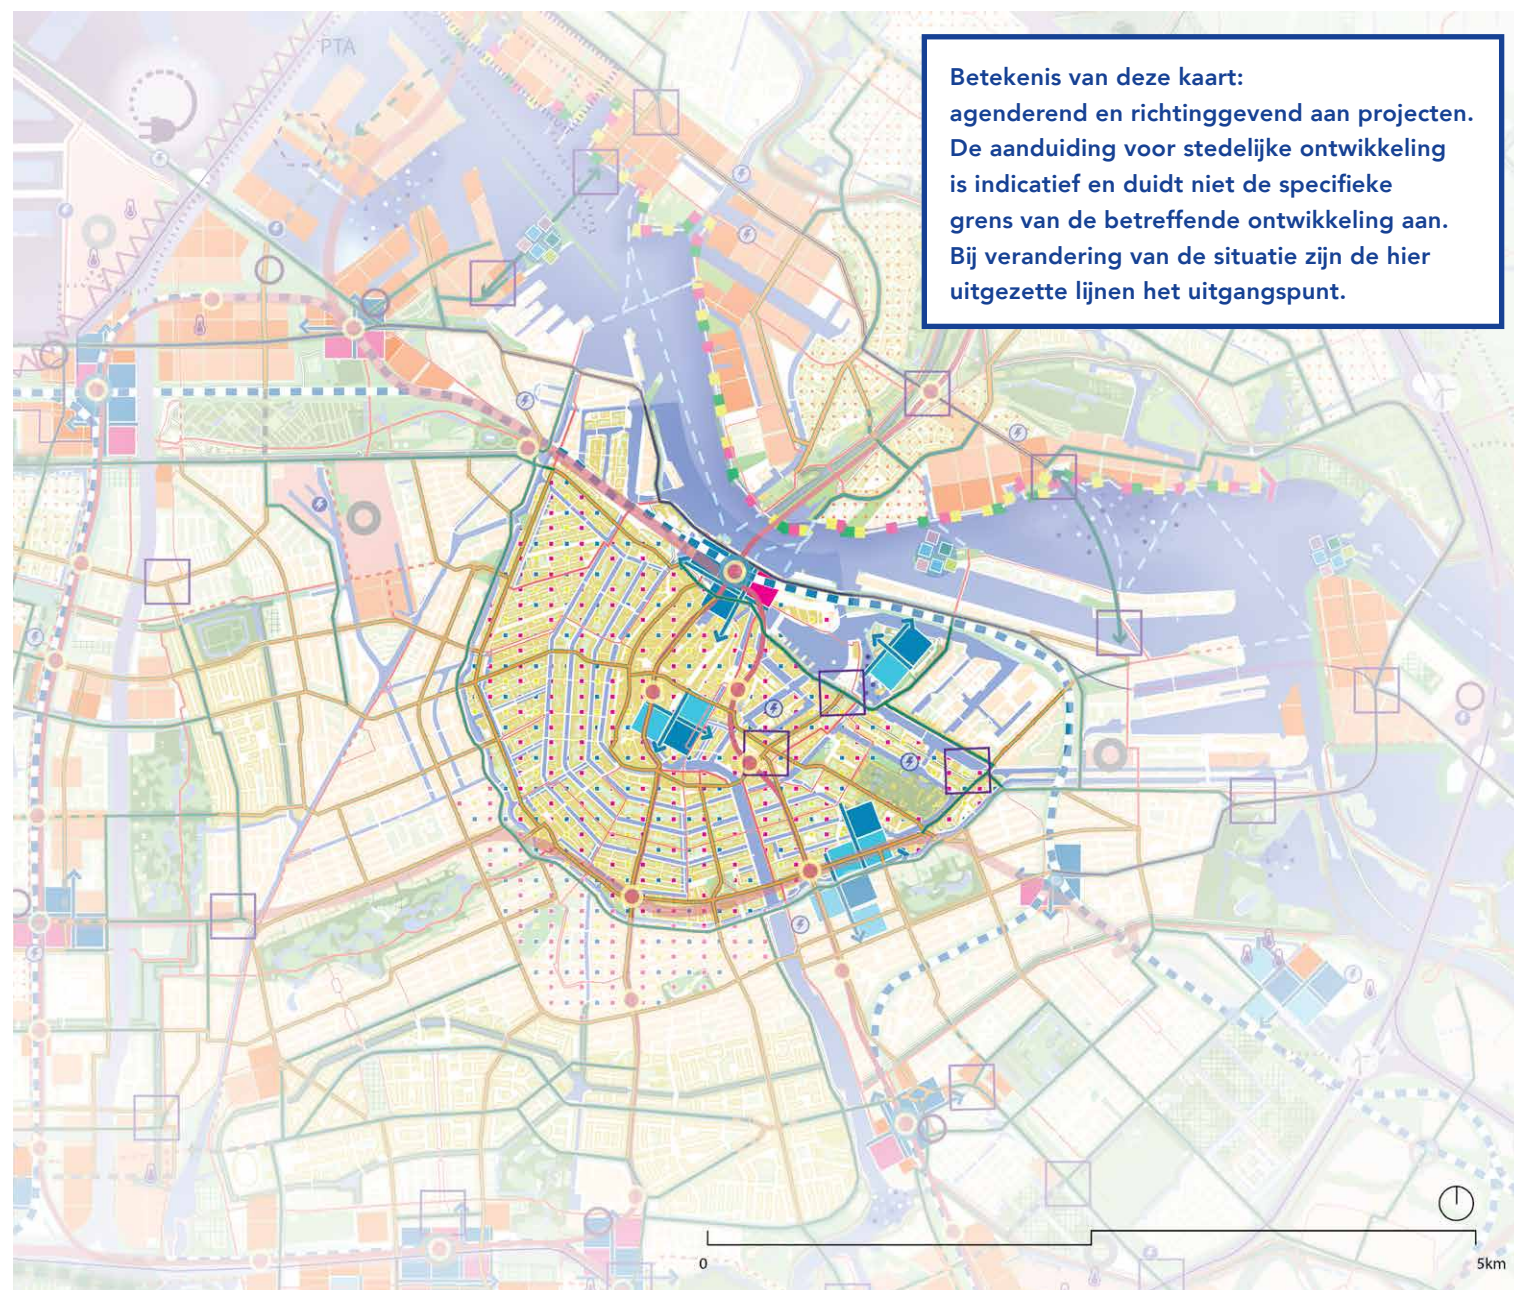 PTA
Betekenis van deze kaart:
agenderend en richtinggevend aan projecten.
De aanduiding voor stedelijke ontwikkeling
is indicatief en duidt niet de specifieke
grens van de betreffende ontwikkeling aan.
Bij verandering van de situatie zijn de hier
uitgezette lijnen het uitgangspunt.
0
5km